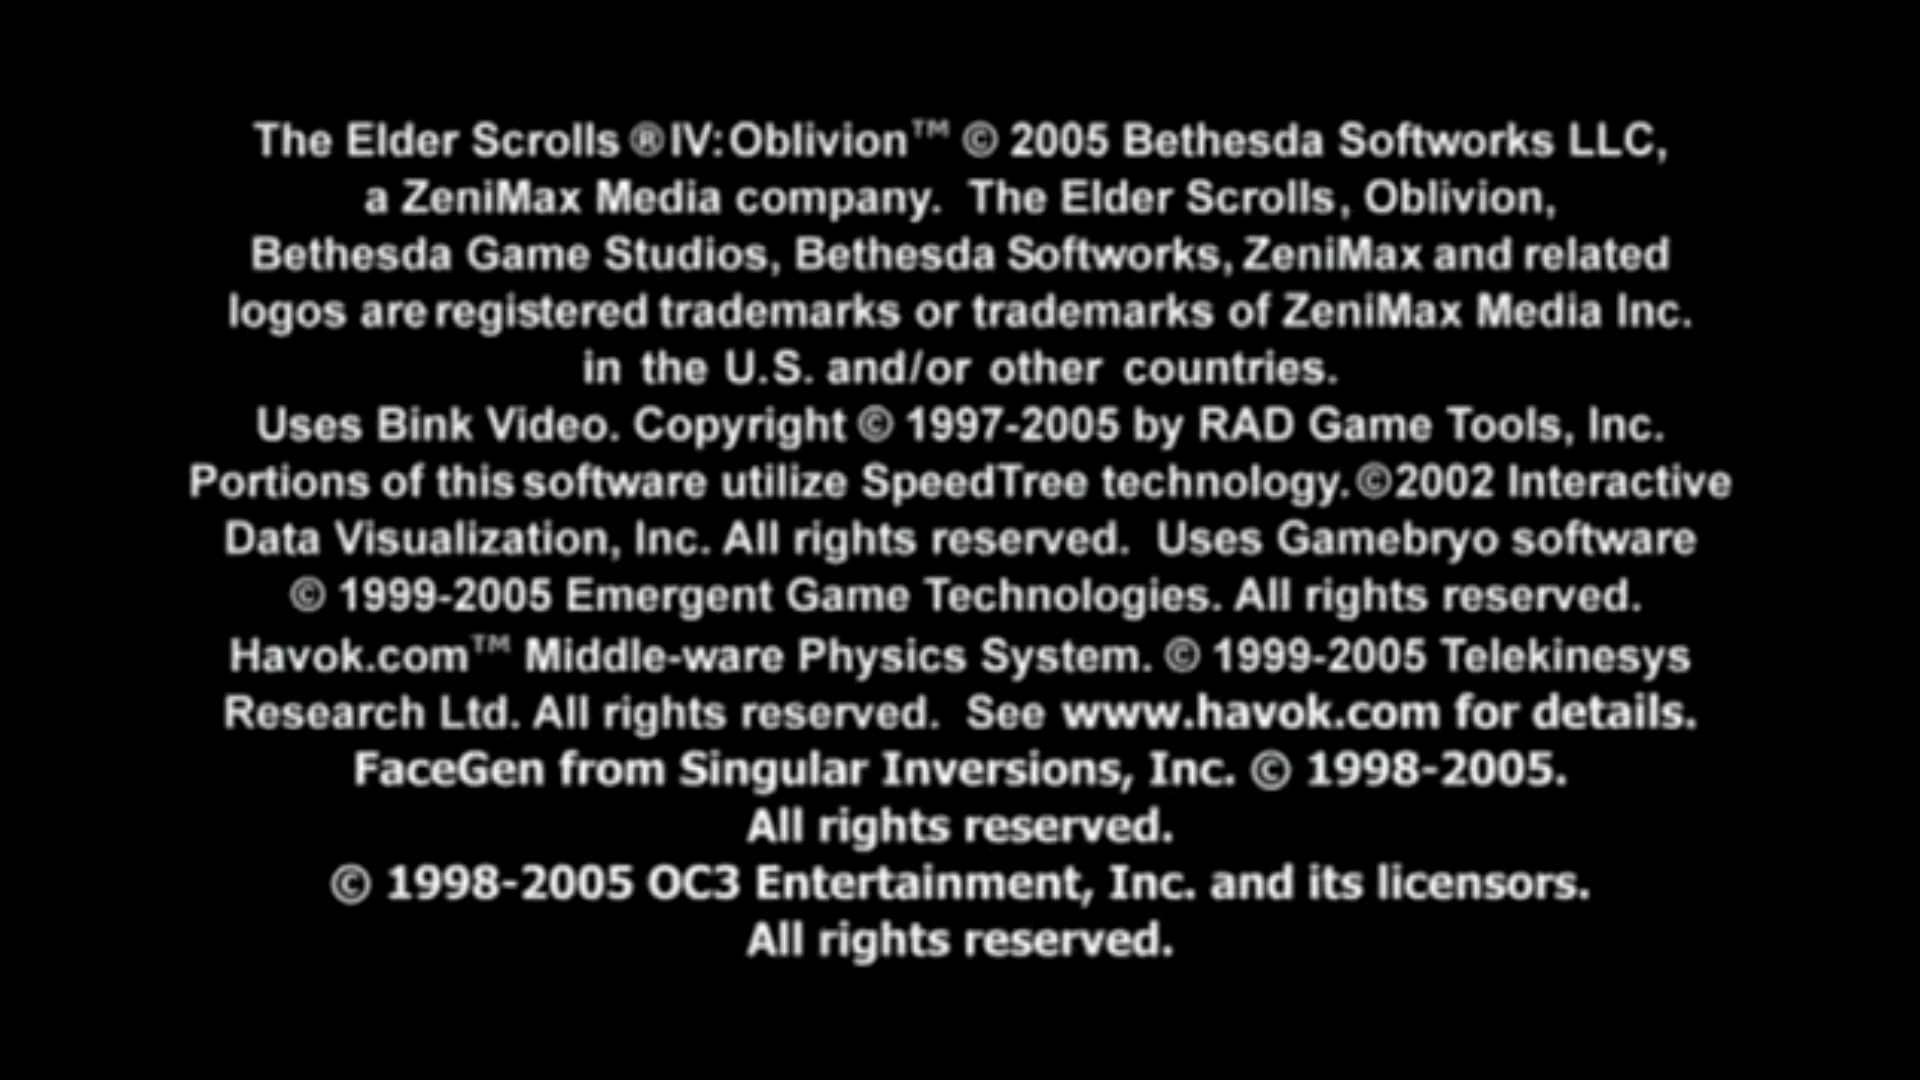 The Elder Scrolls ®IV:Oblivion™ © 2005 Bethesda Softworks LLC,
a ZeniMax Media company. The Elder Scrolls, Oblivion,
Bethesda Game Studios, Bethesda Softworks, ZeniMax and related
logos are registered trademarks or trademarks of ZeniMax Media Inc.
in the U.S. and/or other countries.
Uses Bink Video. Copyright © 1997-2005 by RAD Game Tools, Inc.
Portions of this software utilize SpeedTree technology.©2002 Interactive
Data Visualization, Inc. All rights reserved. Uses Gamebryo software
© 1999-2005 Emergent Game Technologies. All rights reserved.
Havok.com™ Middle-ware Physics System. © 1999-2005 Telekinesys
Research Ltd. All rights reserved. See www.havok.com for details.
FaceGen from Singular Inversions, Inc. © 1998-2005.
All rights reserved.
© 1998-2005 OC3 Entertainment, Inc. and its licensors.
All rights reserved.